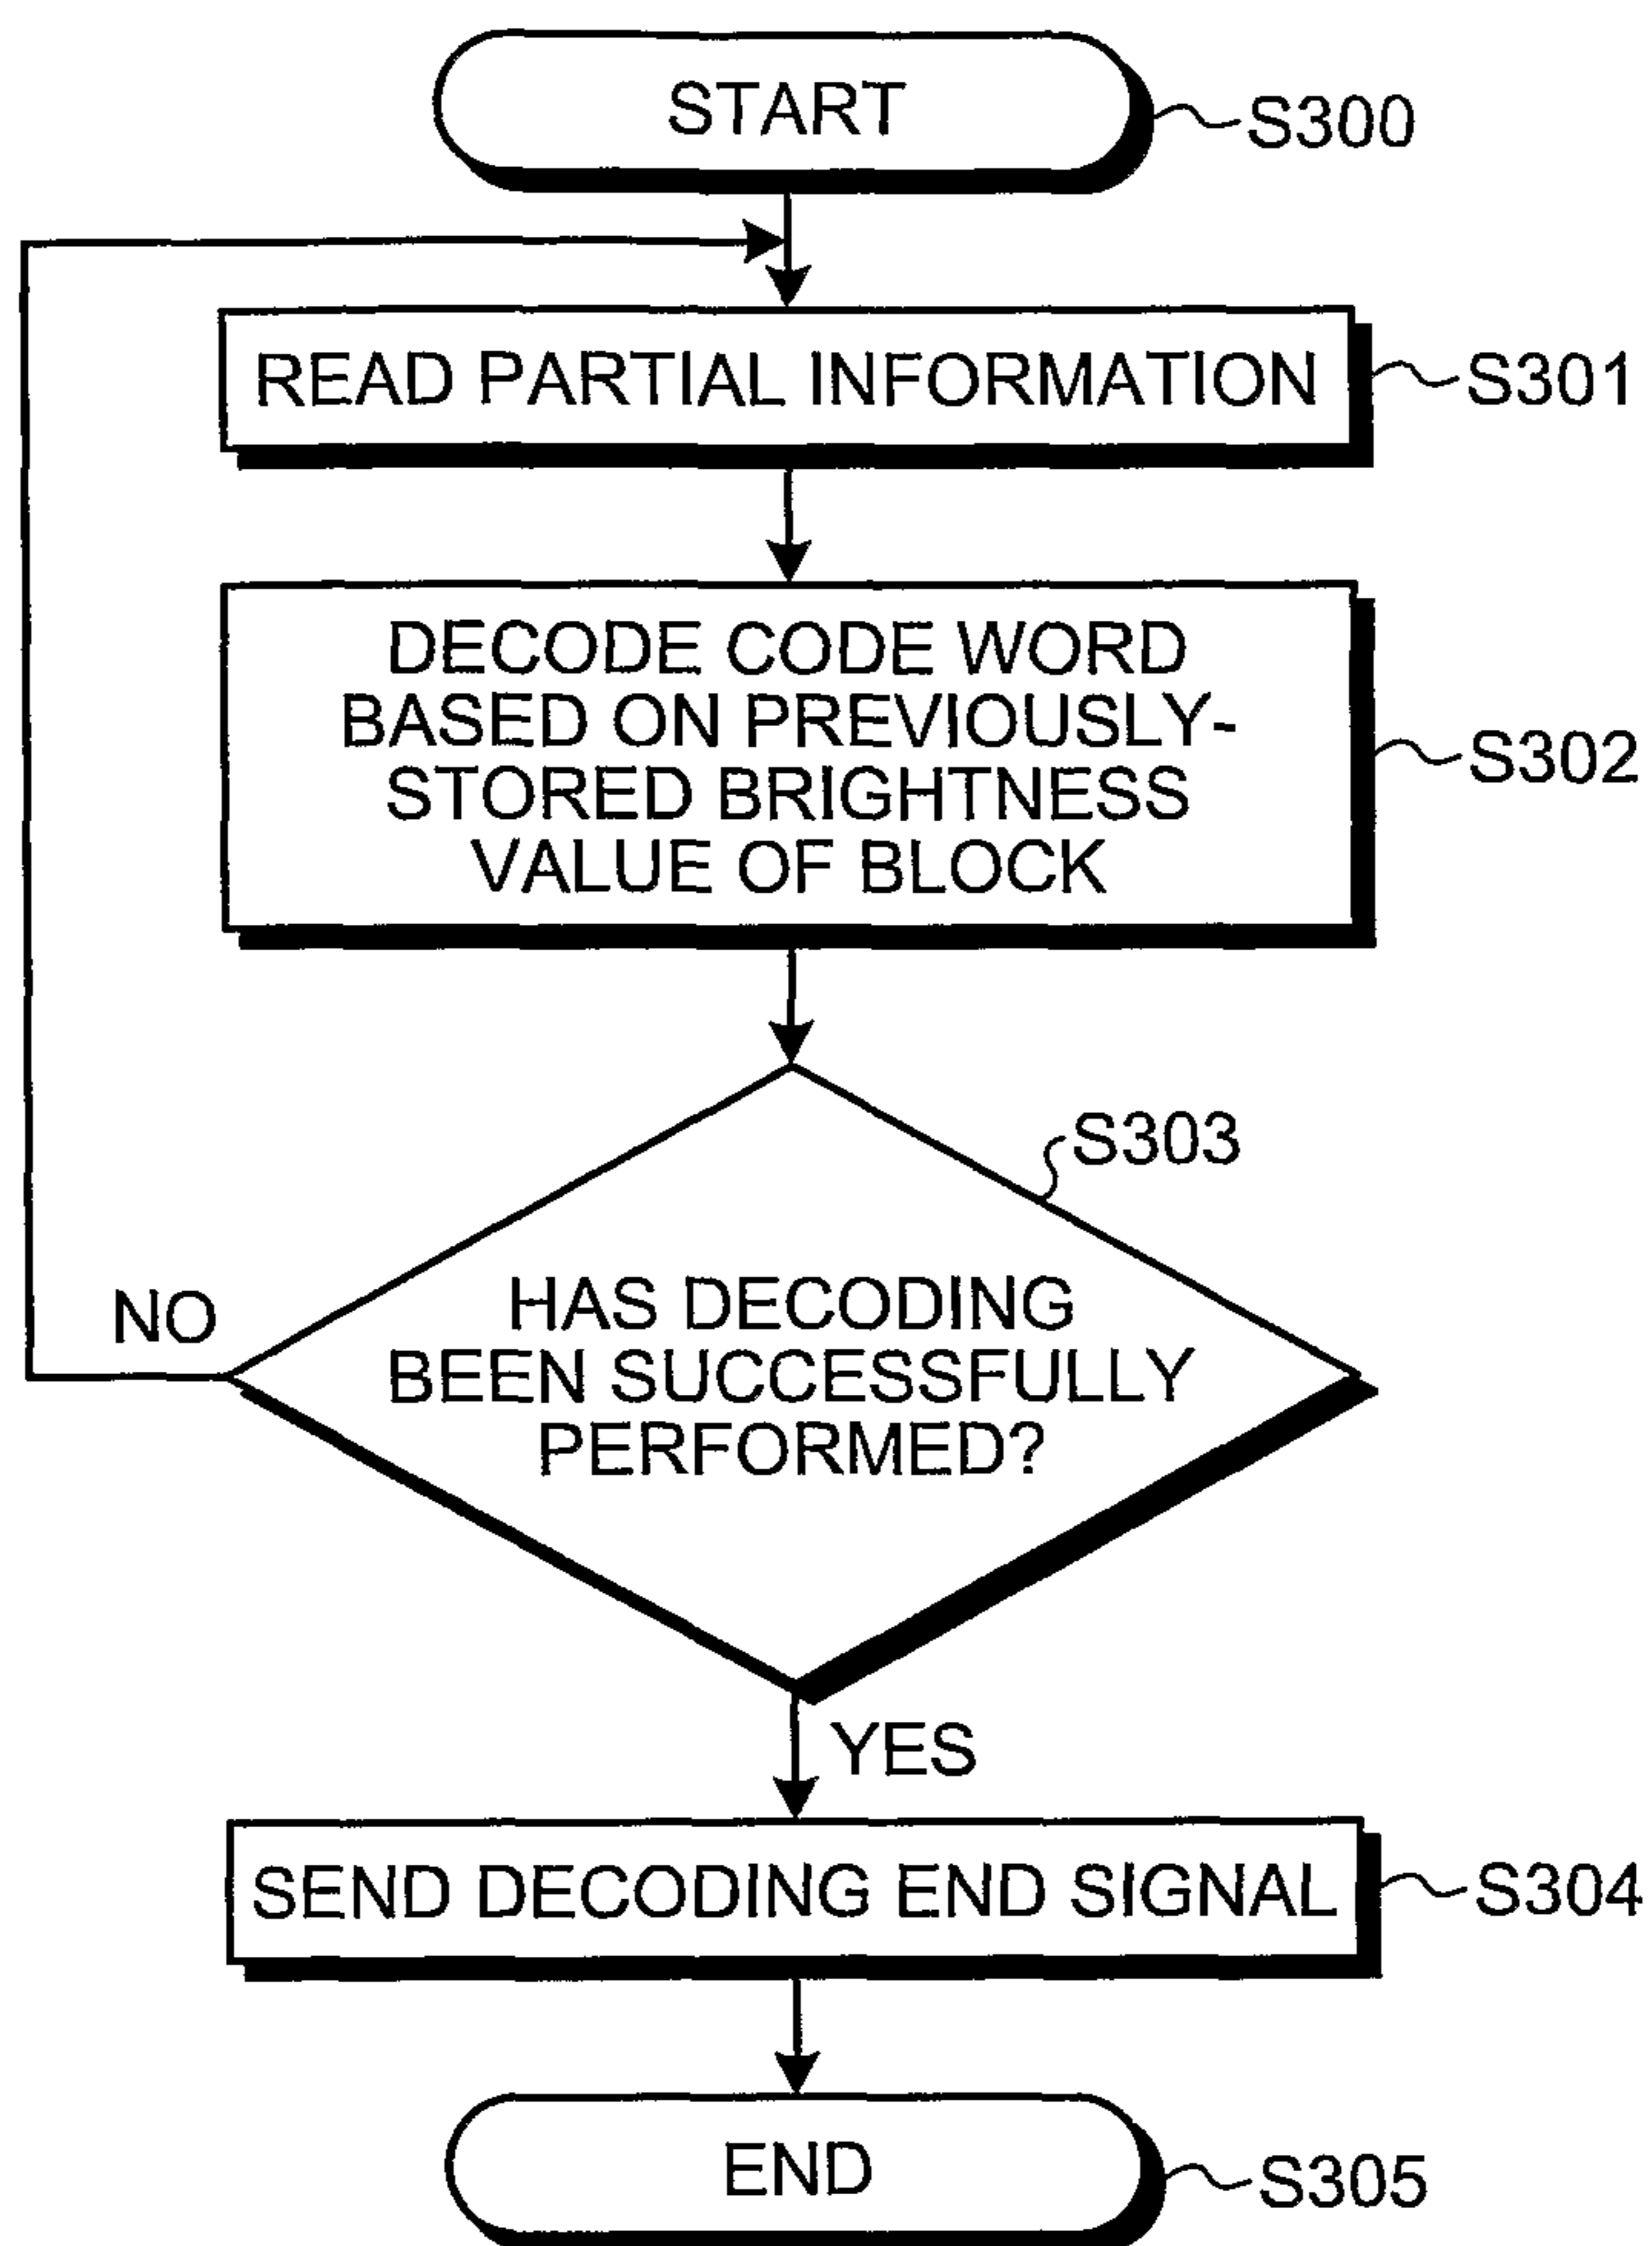 START
S300
READ PARTIAL INFORMATION
S301
DECODE CODE WORD
BASED ON PREVIOUSLY-
STORED BRIGHTNESS
VALUE OF BLOCK
S302
S303
HAS DECODING
BEEN SUCCESSFULLY
PERFORMED?
NO
YES
SEND DECODING END SIGNAL
S304
END
S305